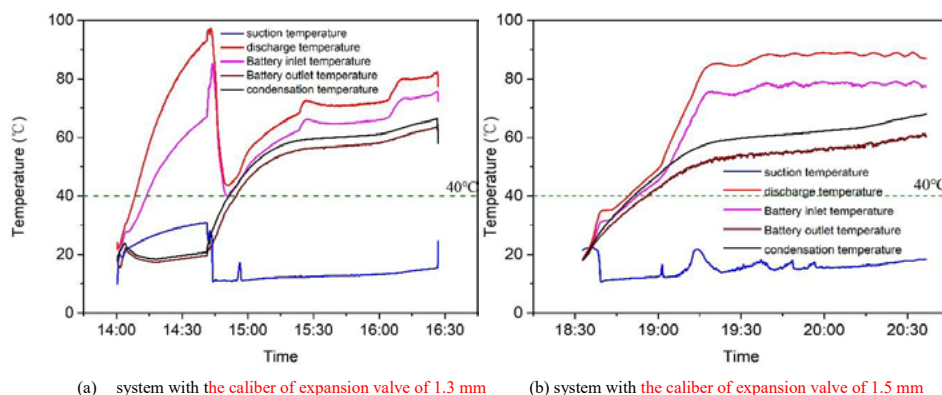 100
80
60
40
20
0
Temperature (℃)
suction temperature
discharge temperature
Battery inlet temperature
Battery outlet temperature
condensation temperature
40℃
14:00 14:30 15:00 15:30 16:00 16:30
Time
(a) system with the caliber of expansion valve of 1.3 mm
100
80
60
40
20
0
Temperature (℃)
40℃
suction temperature
discharge temperature
Battery inlet temperature
Battery outlet temperature
condensation temperature
18:30 19:00 19:30 20:00 20:30
Time
(b) system with the caliber of expansion valve of 1.5 mm